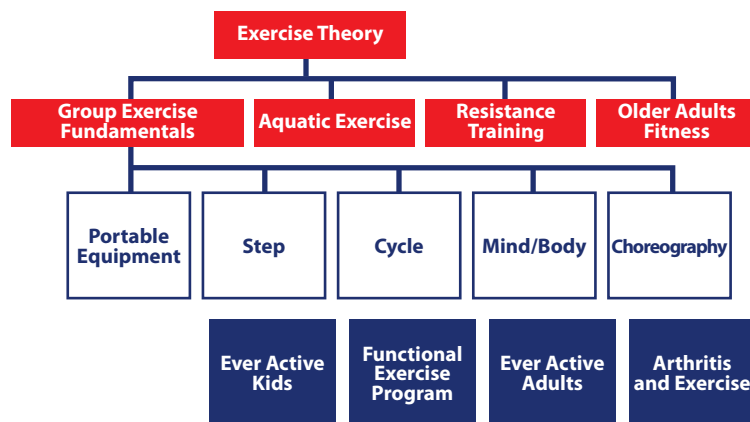 Exercise Theory
Group Exercise
Fundamentals
Aquatic Exercise
Resistance
Training
Older Adults
Fitness
Portable
Equipment
Step
Cycle
Mind/Body
Choreography
Ever Active
Kids
Functional
Exercise
Program
Ever Active
Adults
Arthritis
and Exercise